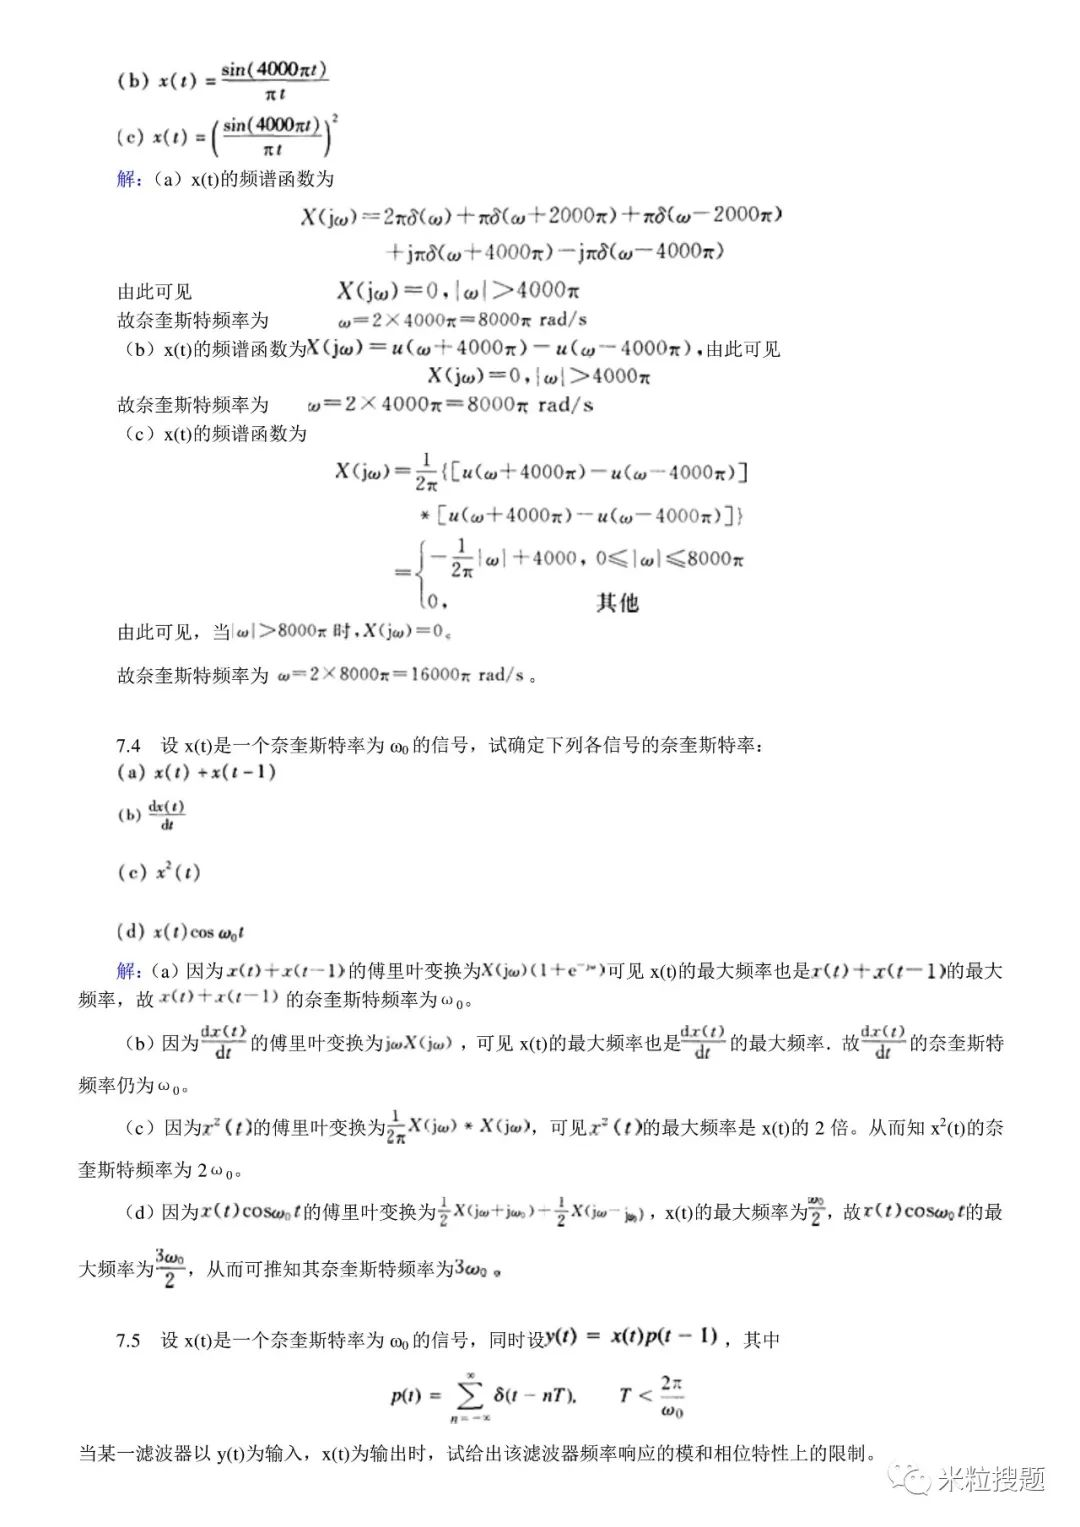 (b) x(t) = sin(4000πt)/πt
(c) x(t) = (sin(4000πt)/πt)²
解:（a）x(t)的频谱函数为
X(jω)=2πδ(ω)+πδ(ω+2000π)+πδ(ω-2000π)
+jπδ(ω+4000π)-jπδ(ω-4000π)
由此可见 X(jω)=0,|ω|>4000π
故奈奎斯特频率为 ω=2×4000π=8000π rad/s
（b）x(t)的频谱函数为X(jω)=u(ω+4000π)-u(ω-4000π),由此可见
X(jω)=0,|ω|>4000π
故奈奎斯特频率为 ω=2×4000π=8000π rad/s
（c）x(t)的频谱函数为
X(jω)=1/2π{[u(ω+4000π)-u(ω-4000π)]
*[u(ω+4000π)-u(ω-4000π)]}
={-1/2π|ω|+4000, 0≤|ω|≤8000π
0, 其他
由此可见，当|ω|>8000π 时,X(jω)=0。
故奈奎斯特频率为 ω=2×8000π=16000π rad/s 。
7.4 设 x(t)是一个奈奎斯特率为 ω₀ 的信号，试确定下列各信号的奈奎斯特率：
(a) x(t)+x(t-1)
(b) dx(t)/dt
(c) x²(t)
(d) x(t)cos ω₀t
解:（a）因为x(t)+x(t-1)的傅里叶变换为X(jω)(1+e^-jω)可见 x(t)的最大频率也是x(t)+x(t-1)的最大
频率，故 x(t)+x(t-1) 的奈奎斯特频率为ω₀。
（b）因为dx(t)/dt 的傅里叶变换为jωX(jω)，可见 x(t)的最大频率也是dx(t)/dt 的最大频率．故dx(t)/dt 的奈奎斯特
频率仍为ω₀。
（c）因为x²(t)的傅里叶变换为1/2π X(jω)*X(jω)，可见x²(t)的最大频率是 x(t)的 2 倍。从而知 x²(t)的奈
奎斯特频率为 2ω₀。
（d）因为x(t)cosω₀t的傅里叶变换为1/2 X(jω+jω₀)+1/2 X(jω-jω₀)，x(t)的最大频率为ω₀/2，故x(t)cosω₀t的最
大频率为3ω₀/2，从而可推知其奈奎斯特频率为3ω₀。
7.5 设 x(t)是一个奈奎斯特率为 ω₀ 的信号，同时设y(t) = x(t)p(t - 1)，其中
p(t) = ∑_{n=-∞}^{∞} δ(t - nT), T < 2π/ω₀
当某一滤波器以 y(t)为输入，x(t)为输出时，试给出该滤波器频率响应的模和相位特性上的限制。
米粒搜题